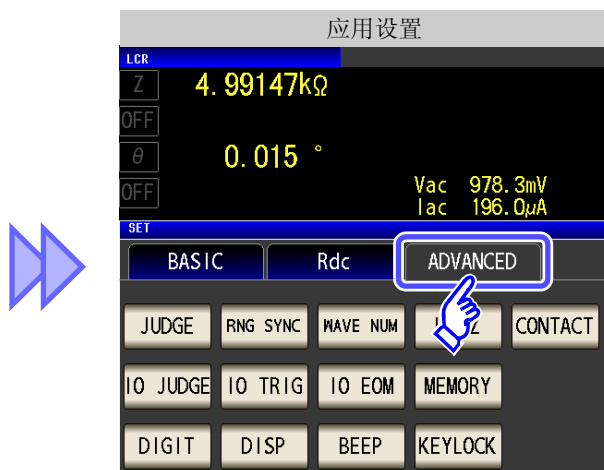 应用设置
LCR
Z 4.99147kΩ
OFF
θ 0.015 °
OFF
Vac 978.3mV
Iac 196.0μA
SET
BASIC Rdc ADVANCED
JUDGE RNG SYNC WAVE NUM Z CONTACT
IO JUDGE IO TRIG IO EOM MEMORY
DIGIT DISP BEEP KEYLOCK